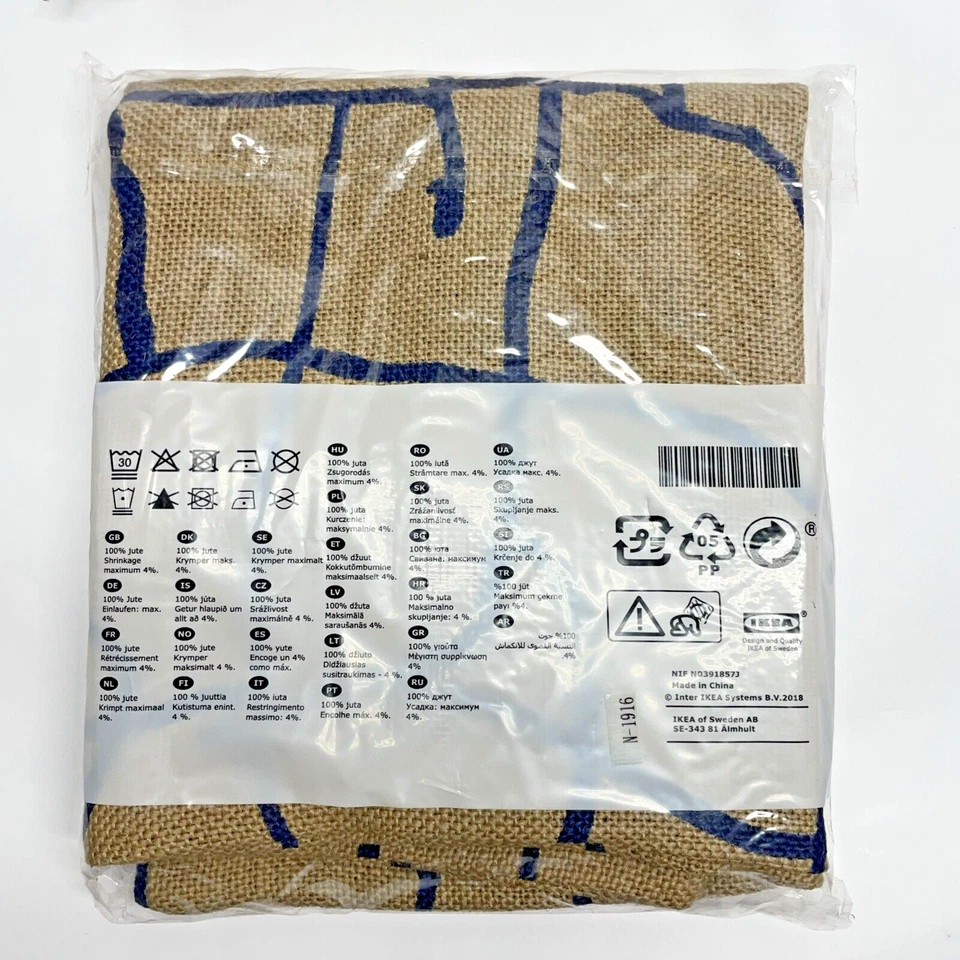 30
GB
100% jute
Shrinkage
maximum 4%.
DE
100% Jute
Einlaufen: max.
4%.
FR
100% jute
Rétrécissement
maximum 4%.
NL
100% jute
Krimpt maximaal
4%.
DK
100% jute
Krymper maks.
4%.
IS
100% júta
Getur hlaupið um
allt að 4%.
NO
100% jute
Krymper
maksimalt 4 %.
FI
100 % juuttia
Kutistuma enint.
4 %.
SE
100% jute
Krymper maximalt
4%.
CZ
100% juta
Srážlivost
maximálně 4 %.
ES
100% yute
Encoge un 4%
como máx.
IT
100% iuta
Restringimento
massimo: 4%.
HU
100% juta
Zsugorodás
maximum 4%.
PL
100% juta
Kurczenie:
maksymalnie 4%.
ET
100% džuut
Kokkutõmbumine
maksimaalselt 4%.
LV
100% džuta
Maksimālā
saraušanās 4%.
LT
100% džiuto
Didžiausias
susitraukimas - 4 %.
PT
100% juta
Encolhe máx. 4%.
RO
100% iută
Strâmtare max. 4%.
SK
100% juta
Zrážanlivosť
maximálne 4%.
BG
100% юта
Свиване: максимум
4%.
HR
100 % juta
Maksimalno
skupljanje: 4 %.
GR
100% γιούτα
Μέγιστη συρρίκνωση
4%.
RU
100% джут
Усадка: максимум
4%.
UA
100% джут
Усадка макс. 4%.
RS
100% juta
Skupljanje maks.
4%.
SI
100% juta
Krčenje do 4 %.
TR
%100 jüt
Maksimum çekme
payı %4.
AR
100% جوت
النسبة القصوى للانكماش
4%.
プラ
05
PP
®
IKEA®
Design and Quality
IKEA of Sweden
NIF N0391857J
Made in China
© Inter IKEA Systems B.V.2018
IKEA of Sweden AB
SE-343 81 Älmhult
N-1916